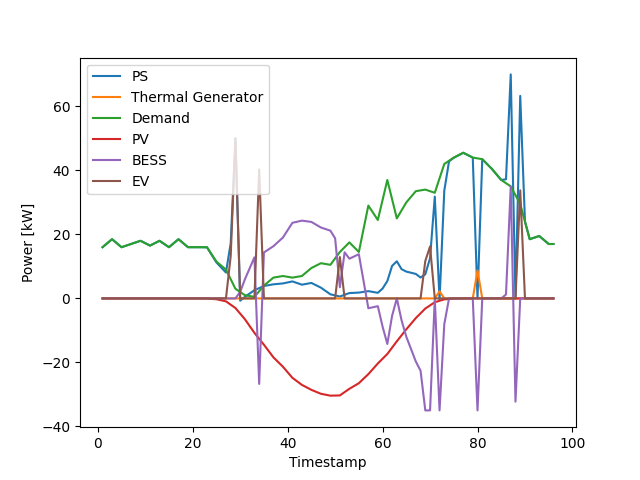 PS
Thermal Generator
Demand
PV
BESS
EV
Power [kW]
60
40
20
0
−20
−40
0 20 40 60 80 100
Timestamp